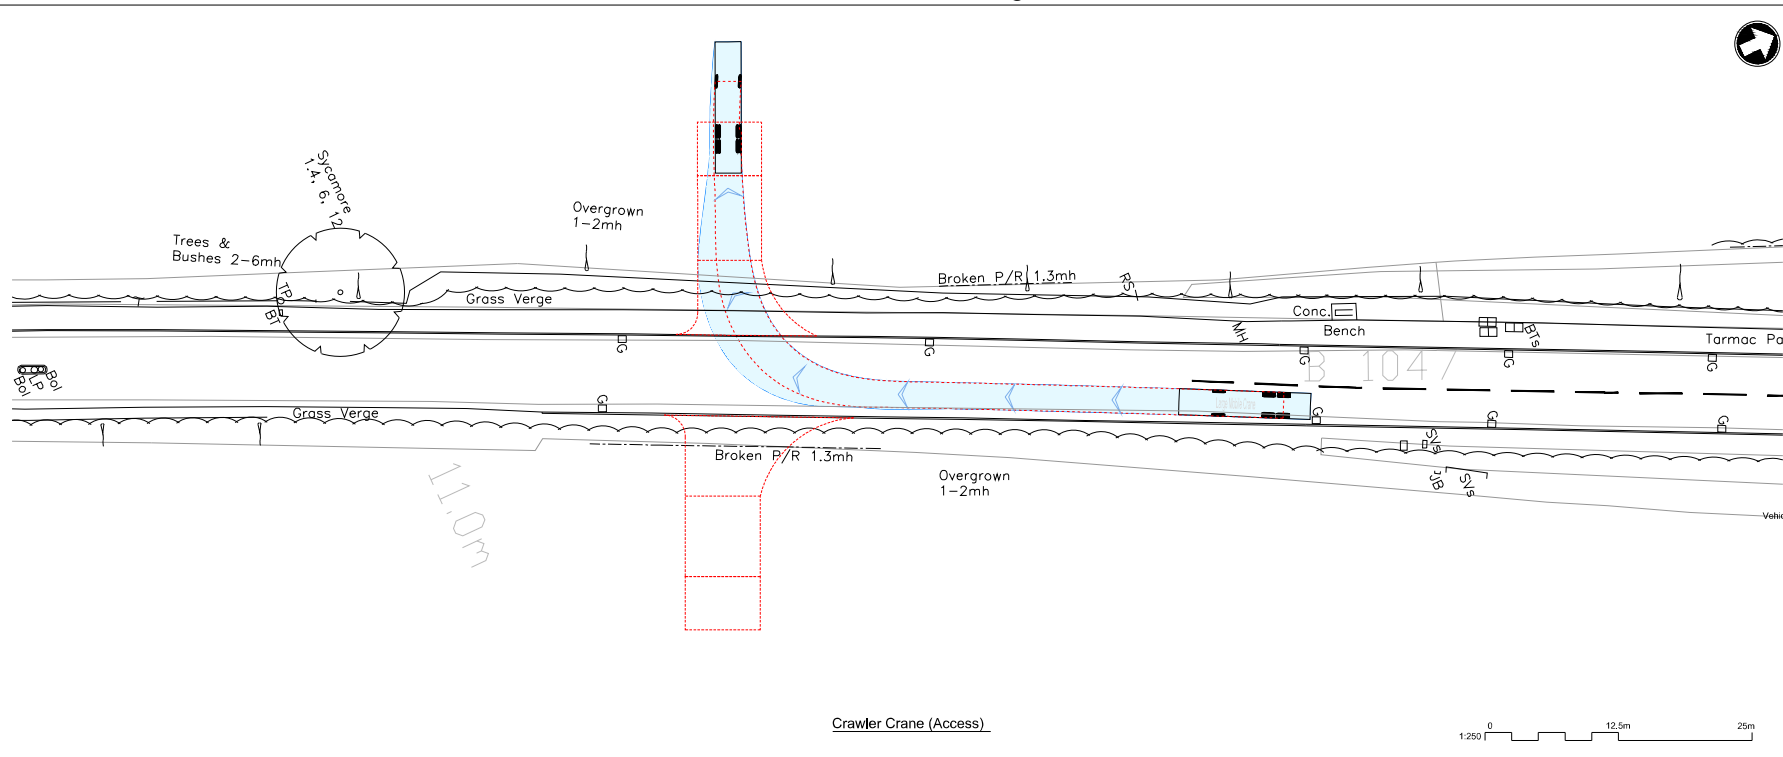 Sycamore
1.4, 6, 12
Overgrown
1-2mh
Trees &
Bushes 2-6mh
TP
BT
Grass Verge
Broken P/R 1.3mh
RS
Conc.
Bench
MH
BTs
G
G
G
G
G
Tarmac Pa
B 1047
Bol
LP
Bol
Grass Verge
G
G
G
G
Broken P/R 1.3mh
Overgrown
1-2mh
SVs
JB
SVs
11.0m
Vehic
Crawler Crane (Access)
0 12.5m 25m
1:250